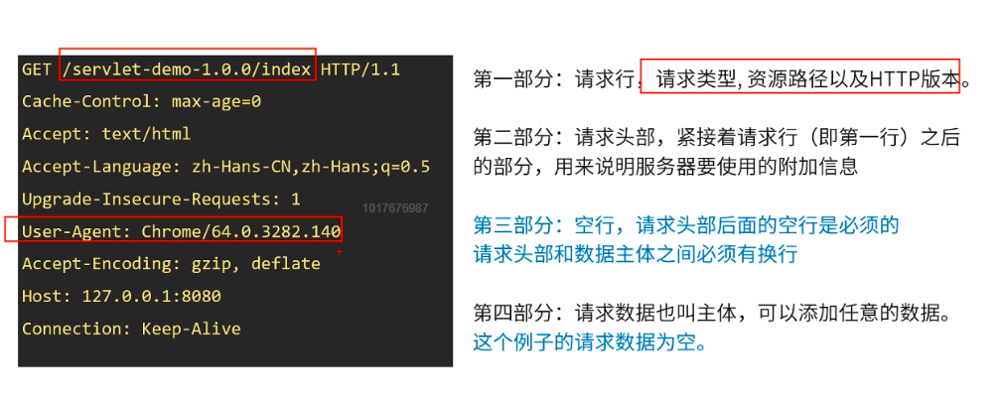 GET /servlet-demo-1.0.0/index HTTP/1.1
Cache-Control: max-age=0
Accept: text/html
Accept-Language: zh-Hans-CN,zh-Hans;q=0.5
Upgrade-Insecure-Requests: 1
1017676987
User-Agent: Chrome/64.0.3282.140
Accept-Encoding: gzip, deflate
Host: 127.0.0.1:8080
Connection: Keep-Alive
第一部分：请求行，请求类型,资源路径以及HTTP版本。
第二部分：请求头部，紧接着请求行（即第一行）之后
的部分，用来说明服务器要使用的附加信息
第三部分：空行，请求头部后面的空行是必须的
请求头部和数据主体之间必须有换行
第四部分：请求数据也叫主体，可以添加任意的数据。
这个例子的请求数据为空。